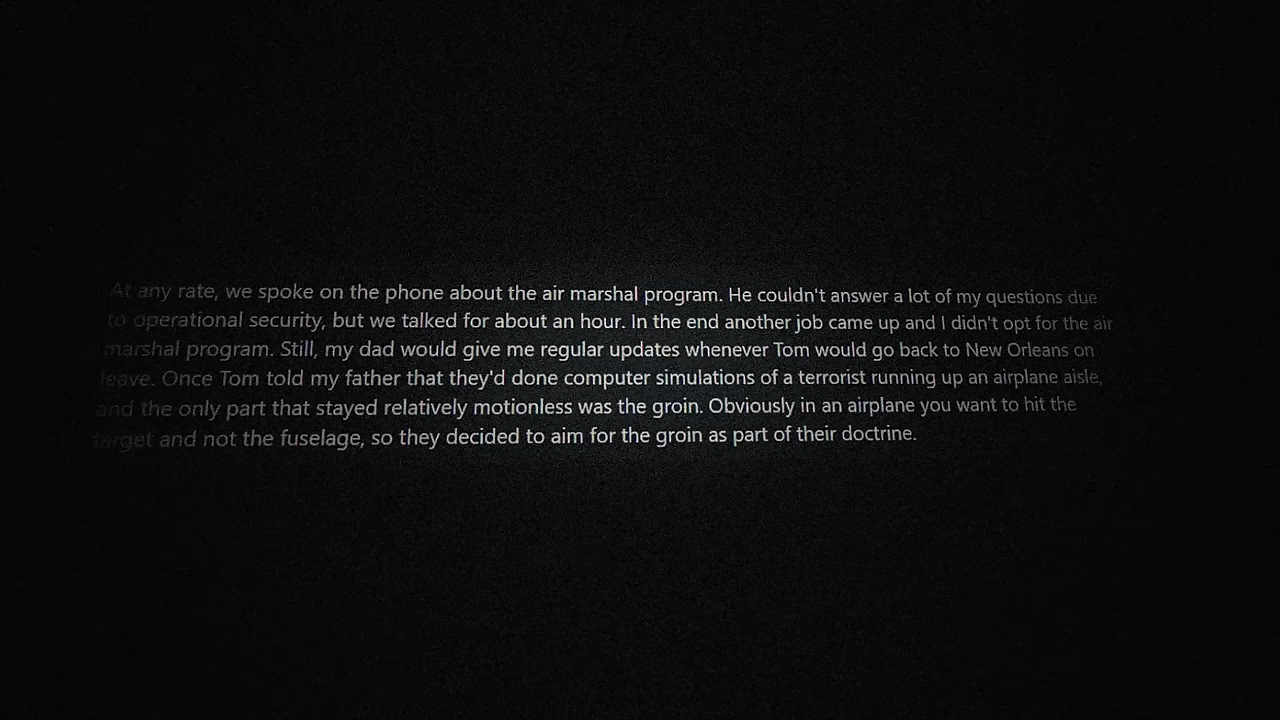 At any rate, we spoke on the phone about the air marshal program. He couldn't answer a lot of my questions due
to operational security, but we talked for about an hour. In the end another job came up and I didn't opt for the air
marshal program. Still, my dad would give me regular updates whenever Tom would go back to New Orleans on
leave. Once Tom told my father that they'd done computer simulations of a terrorist running up an airplane aisle,
and the only part that stayed relatively motionless was the groin. Obviously in an airplane you want to hit the
target and not the fuselage, so they decided to aim for the groin as part of their doctrine.